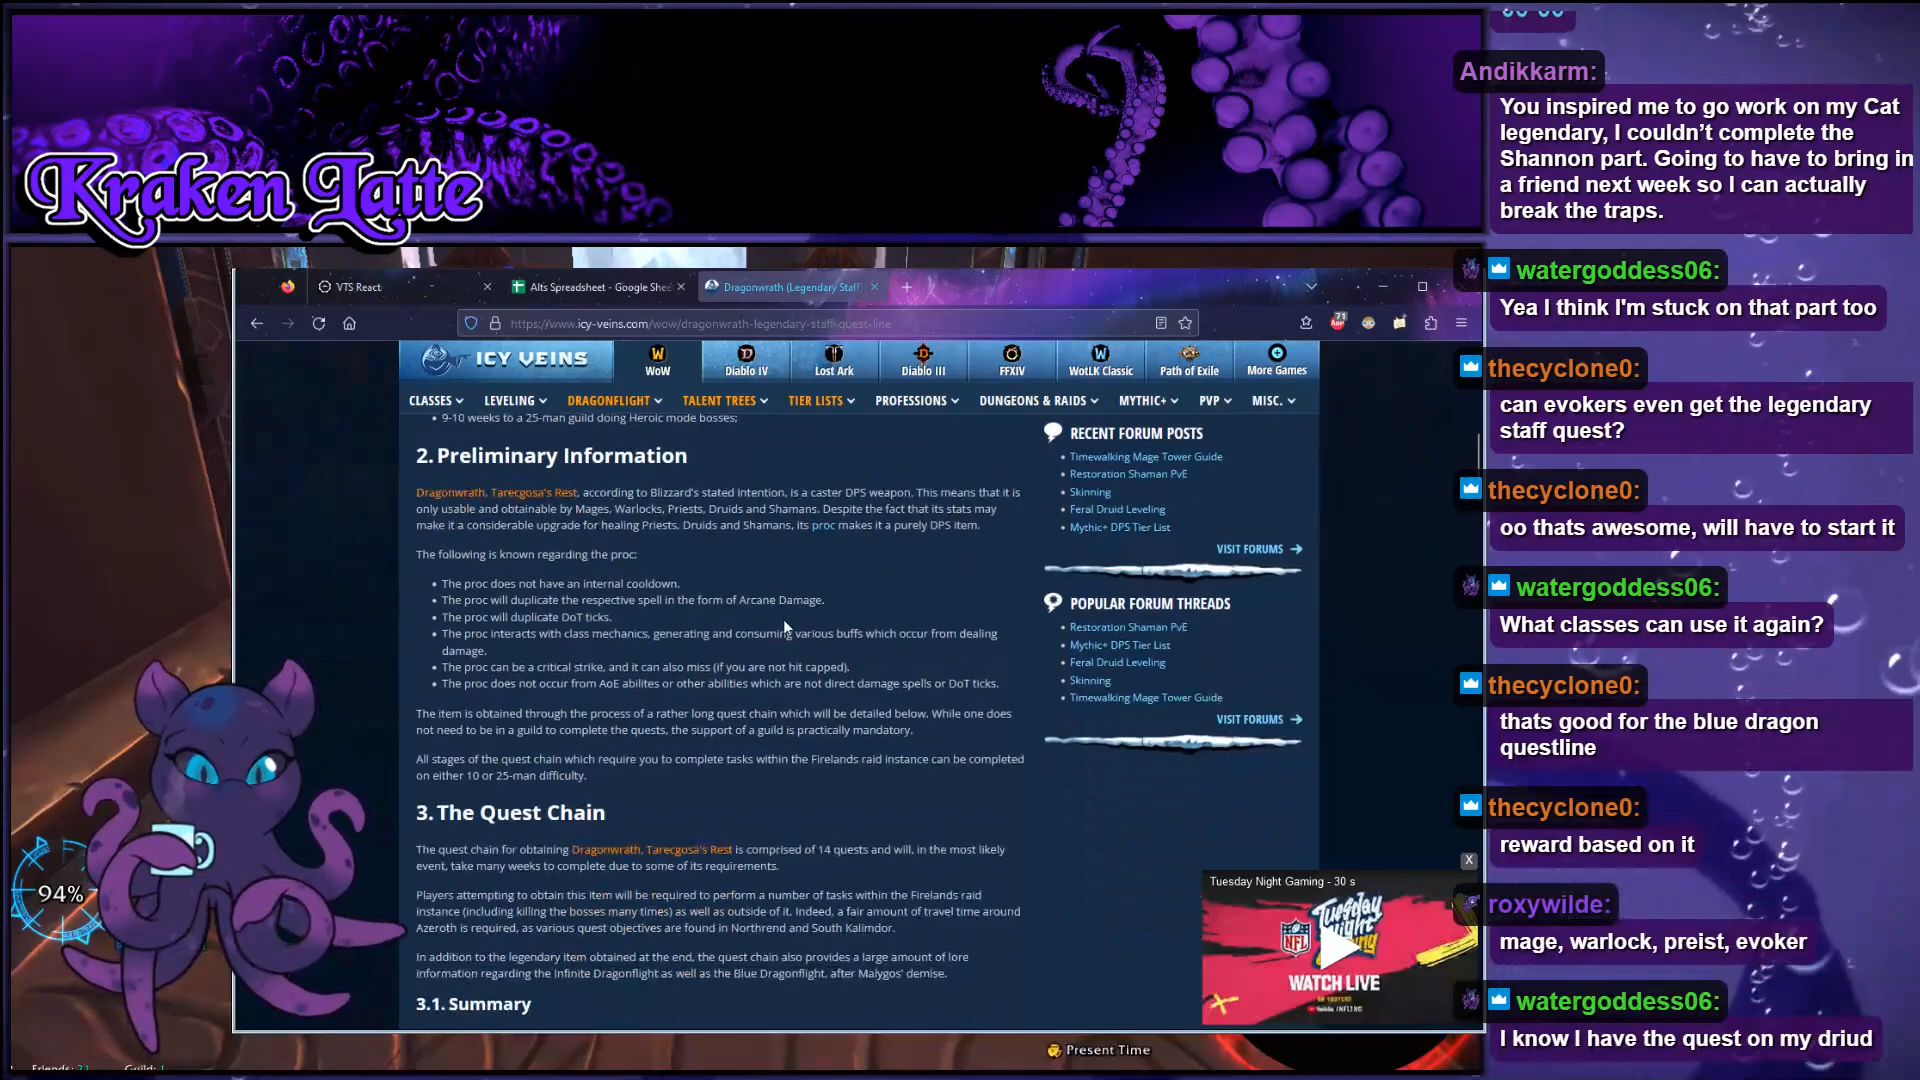 Kraken Latte
VTS React
Alts Spreadsheet - Google She
Dragonwrath (Legendary Staff
https://www.icy-veins.com/wow/dragonwrath-legendary-staff-quest-line
71
ICY VEINS
WoW
Diablo IV
Lost Ark
Diablo III
FFXIV
WotLK Classic
Path of Exile
More Games
CLASSES
LEVELING
DRAGONFLIGHT
TALENT TREES
TIER LISTS
PROFESSIONS
DUNGEONS & RAIDS
MYTHIC+
PVP
MISC.
9-10 weeks to a 25-man guild doing Heroic mode bosses;
2. Preliminary Information
Dragonwrath, Tarecgosa's Rest, according to Blizzard's stated intention, is a caster DPS weapon. This means that it is
only usable and obtainable by Mages, Warlocks, Priests, Druids and Shamans. Despite the fact that its stats may
make it a considerable upgrade for healing Priests, Druids and Shamans, its proc makes it a purely DPS item.
The following is known regarding the proc:
The proc does not have an internal cooldown.
The proc will duplicate the respective spell in the form of Arcane Damage.
The proc will duplicate DoT ticks.
The proc interacts with class mechanics, generating and consuming various buffs which occur from dealing
damage.
The proc can be a critical strike, and it can also miss (if you are not hit capped).
The proc does not occur from AoE abilites or other abilities which are not direct damage spells or DoT ticks.
The item is obtained through the process of a rather long quest chain which will be detailed below. While one does
not need to be in a guild to complete the quests, the support of a guild is practically mandatory.
All stages of the quest chain which require you to complete tasks within the Firelands raid instance can be completed
on either 10 or 25-man difficulty.
3. The Quest Chain
The quest chain for obtaining Dragonwrath, Tarecgosa's Rest is comprised of 14 quests and will, in the most likely
event, take many weeks to complete due to some of its requirements.
Players attempting to obtain this item will be required to perform a number of tasks within the Firelands raid
instance (including killing the bosses many times) as well as outside of it. Indeed, a fair amount of travel time around
Azeroth is required, as various quest objectives are found in Northrend and South Kalimdor.
In addition to the legendary item obtained at the end, the quest chain also provides a large amount of lore
information regarding the Infinite Dragonflight as well as the Blue Dragonflight, after Malygos' demise.
3.1. Summary
RECENT FORUM POSTS
Timewalking Mage Tower Guide
Restoration Shaman PvE
Skinning
Feral Druid Leveling
Mythic+ DPS Tier List
VISIT FORUMS
POPULAR FORUM THREADS
Restoration Shaman PvE
Mythic+ DPS Tier List
Feral Druid Leveling
Skinning
Timewalking Mage Tower Guide
VISIT FORUMS
X
Tuesday Night Gaming - 30 s
NFL
WATCH LIVE
Present Time
94%
Andikkarm:
You inspired me to go work on my Cat
legendary, I couldn't complete the
Shannon part. Going to have to bring in
a friend next week so I can actually
break the traps.
watergoddess06:
Yea I think I'm stuck on that part too
thecyclone0:
can evokers even get the legendary
staff quest?
thecyclone0:
oo thats awesome, will have to start it
watergoddess06:
What classes can use it again?
thecyclone0:
thats good for the blue dragon
questline
thecyclone0:
reward based on it
roxywilde:
mage, warlock, preist, evoker
watergoddess06:
I know I have the quest on my driud